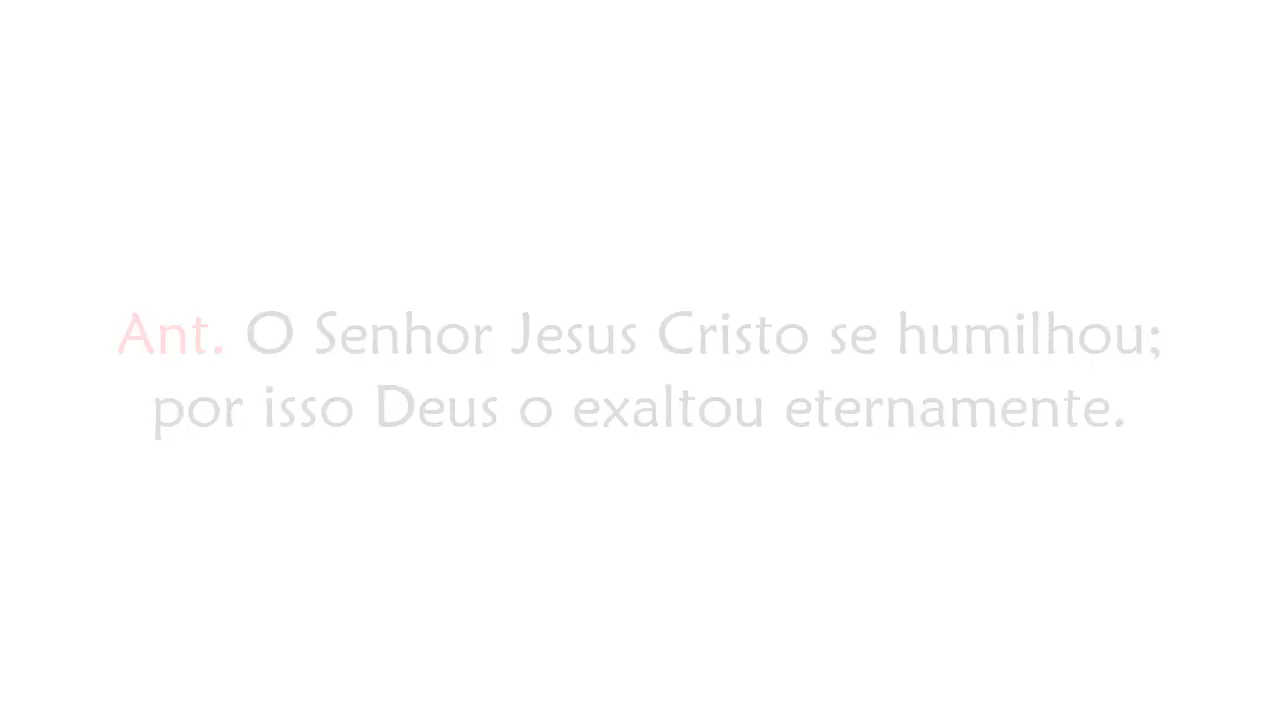 Ant. O Senhor Jesus Cristo se humilhou;
por isso Deus o exaltou eternamente.